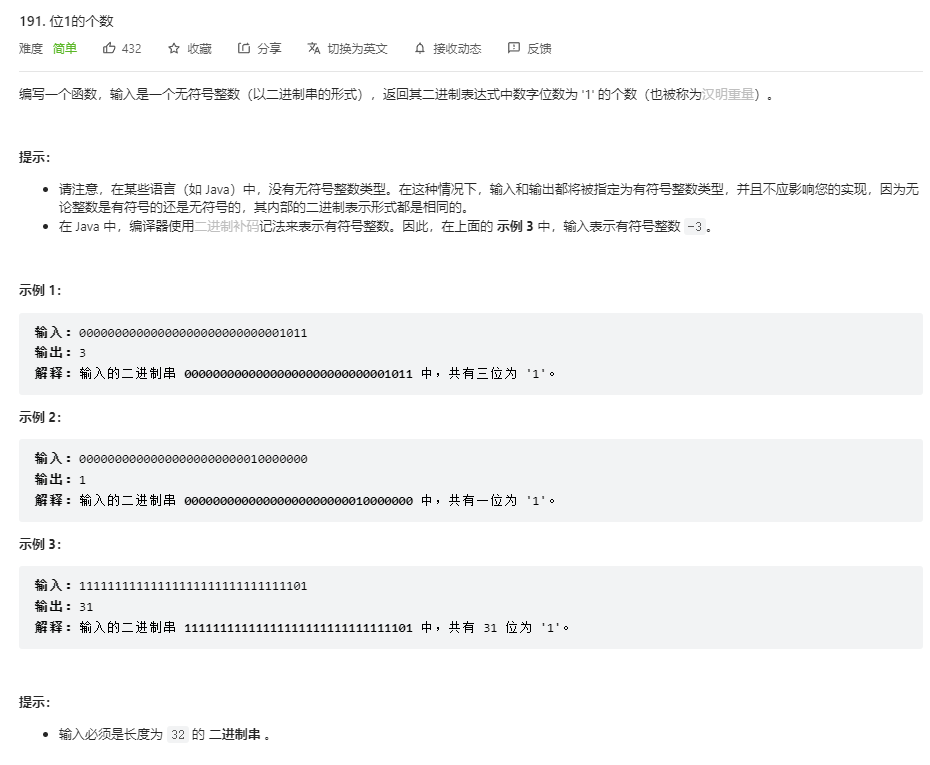 191. 位1的个数
难度 简单 432 收藏 分享 切换为英文 接收动态 反馈
编写一个函数，输入是一个无符号整数（以二进制串的形式），返回其二进制表达式中数字位数为 '1' 的个数（也被称为汉明重量）。
提示：
请注意，在某些语言（如 Java）中，没有无符号整数类型。在这种情况下，输入和输出都将被指定为有符号整数类型，并且不应影响您的实现，因为无
论整数是有符号的还是无符号的，其内部的二进制表示形式都是相同的。
在 Java 中，编译器使用二进制补码记法来表示有符号整数。因此，在上面的 示例 3 中，输入表示有符号整数 -3。
示例 1：
输入：00000000000000000000000000001011
输出：3
解释：输入的二进制串 00000000000000000000000000001011 中，共有三位为 '1'。
示例 2：
输入：00000000000000000000000010000000
输出：1
解释：输入的二进制串 00000000000000000000000010000000 中，共有一位为 '1'。
示例 3：
输入：11111111111111111111111111111101
输出：31
解释：输入的二进制串 11111111111111111111111111111101 中，共有 31 位为 '1'。
提示：
输入必须是长度为 32 的 二进制串 。